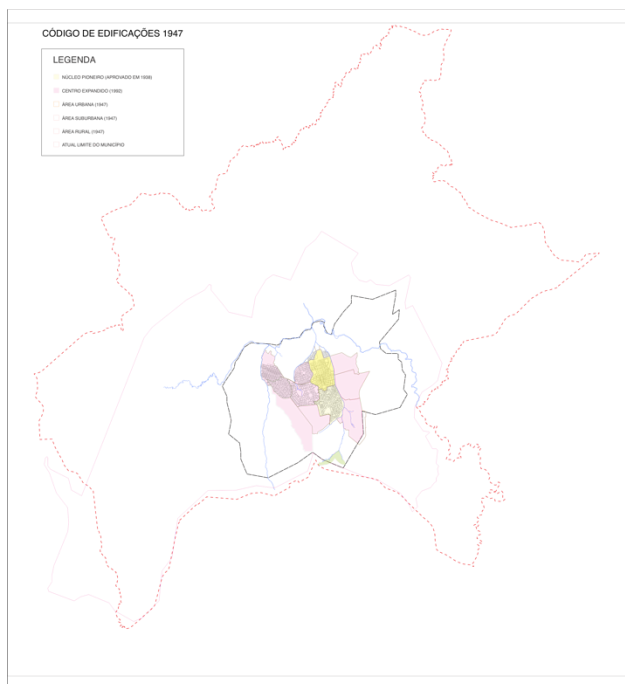 CÓDIGO DE EDIFICAÇÕES 1947
LEGENDA
NÚCLEO PIONEIRO (APROVADO EM 1938)
CENTRO EXPANDIDO (1992)
ÁREA URBANA (1947)
ÁREA SUBURBANA (1947)
ÁREA RURAL (1947)
ATUAL LIMITE DO MUNICÍPIO